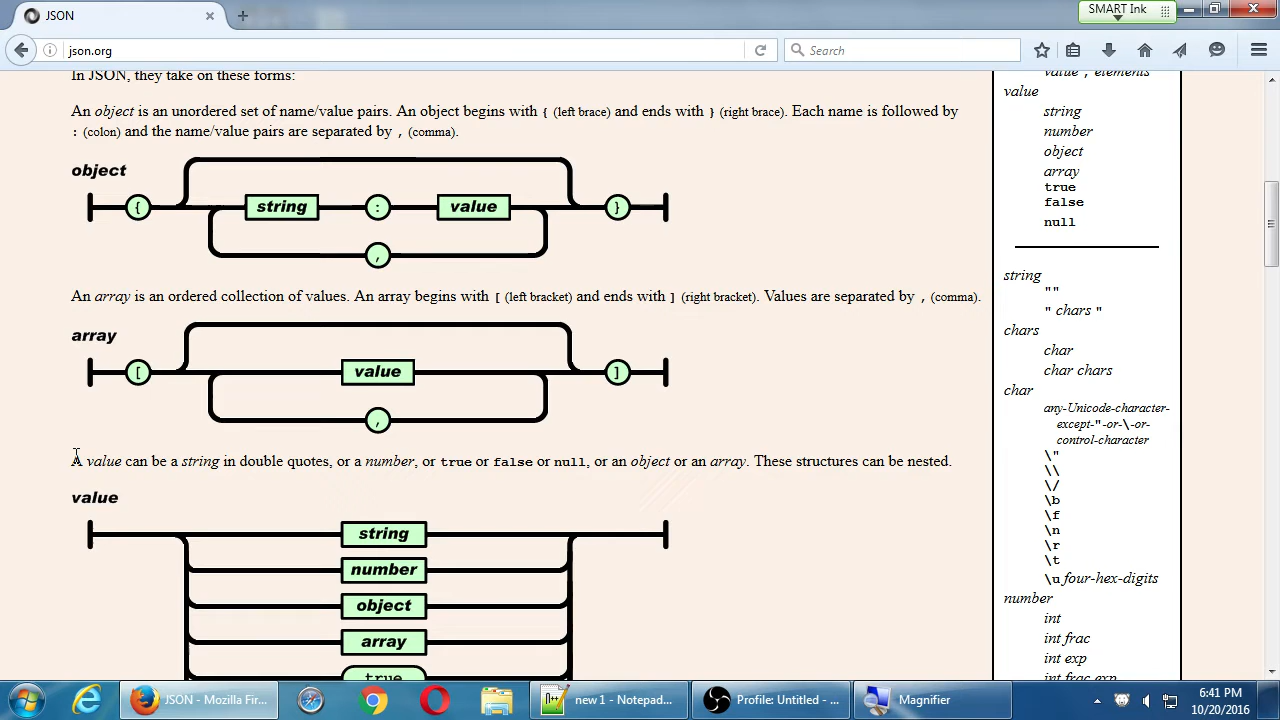 JSON
SMART Ink
json.org
Search
In JSON, they take on these forms:
An object is an unordered set of name/value pairs. An object begins with { (left brace) and ends with } (right brace). Each name is followed by
: (colon) and the name/value pairs are separated by , (comma).
object
{ string : value }
,
An array is an ordered collection of values. An array begins with [ (left bracket) and ends with ] (right bracket). Values are separated by , (comma).
array
[ value ]
,
A value can be a string in double quotes, or a number, or true or false or null, or an object or an array. These structures can be nested.
value
string
number
object
array
true
value , elements
value
string
number
object
array
true
false
null
string
""
" chars "
chars
char
char chars
char
any-Unicode-character-
except-"-or-\-or-
control-character
\"
\\
\/
\b
\f
\n
\r
\t
\u four-hex-digits
number
int
int frac
int exp
int frac exp
JSON - Mozilla Fir...
new 1 - Notepad...
Profile: Untitled - ...
Magnifier
6:41 PM
10/20/2016